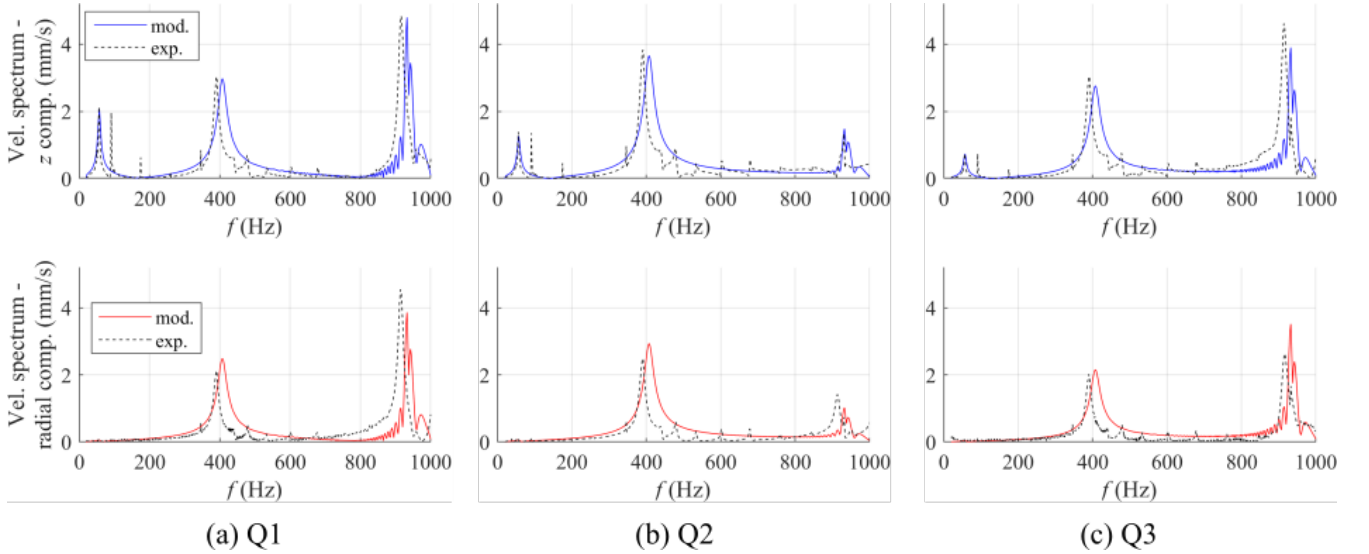 Vel. spectrum -
z comp. (mm/s)
mod.
exp.
4
2
0
0 200 400 600 800 1000
f (Hz)
4
2
0
0 200 400 600 800 1000
f (Hz)
4
2
0
0 200 400 600 800 1000
f (Hz)
Vel. spectrum -
radial comp. (mm/s)
mod.
exp.
4
2
0
0 200 400 600 800 1000
f (Hz)
4
2
0
0 200 400 600 800 1000
f (Hz)
4
2
0
0 200 400 600 800 1000
f (Hz)
(a) Q1
(b) Q2
(c) Q3